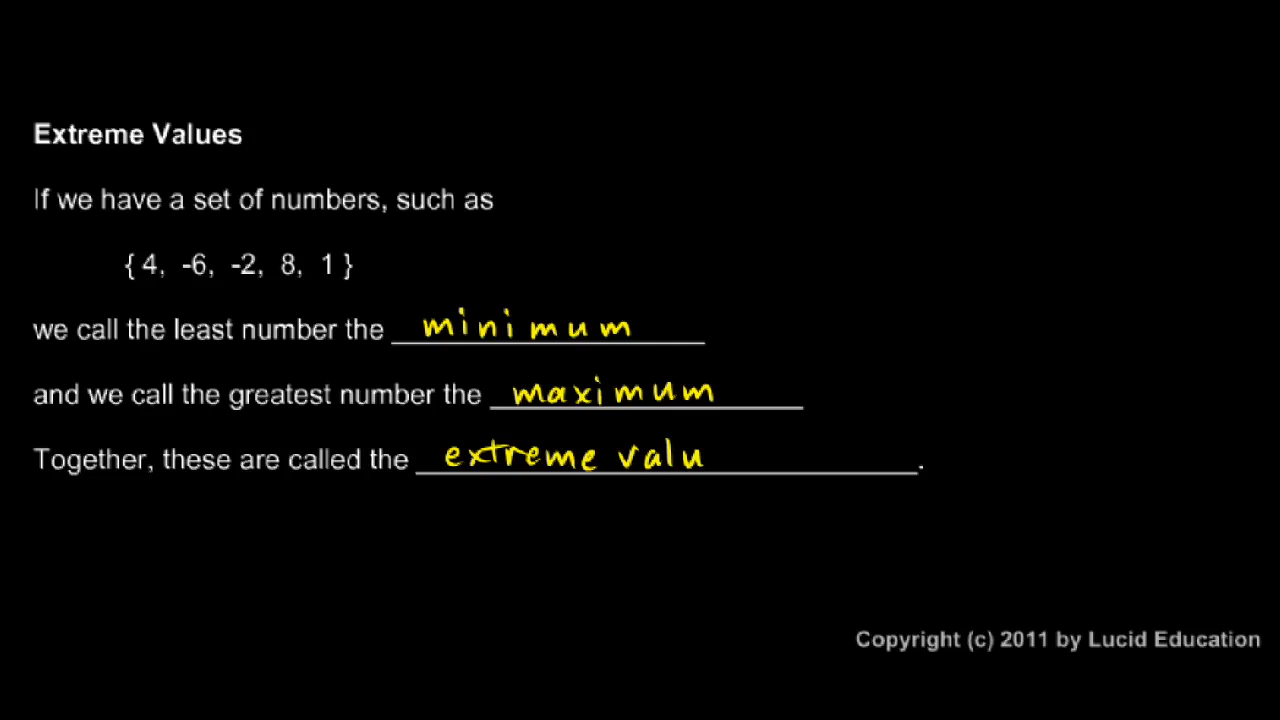 Extreme Values
If we have a set of numbers, such as
{ 4, -6, -2, 8, 1 }
we call the least number the minimum
and we call the greatest number the maximum
Together, these are called the extreme valu.
Copyright (c) 2011 by Lucid Education